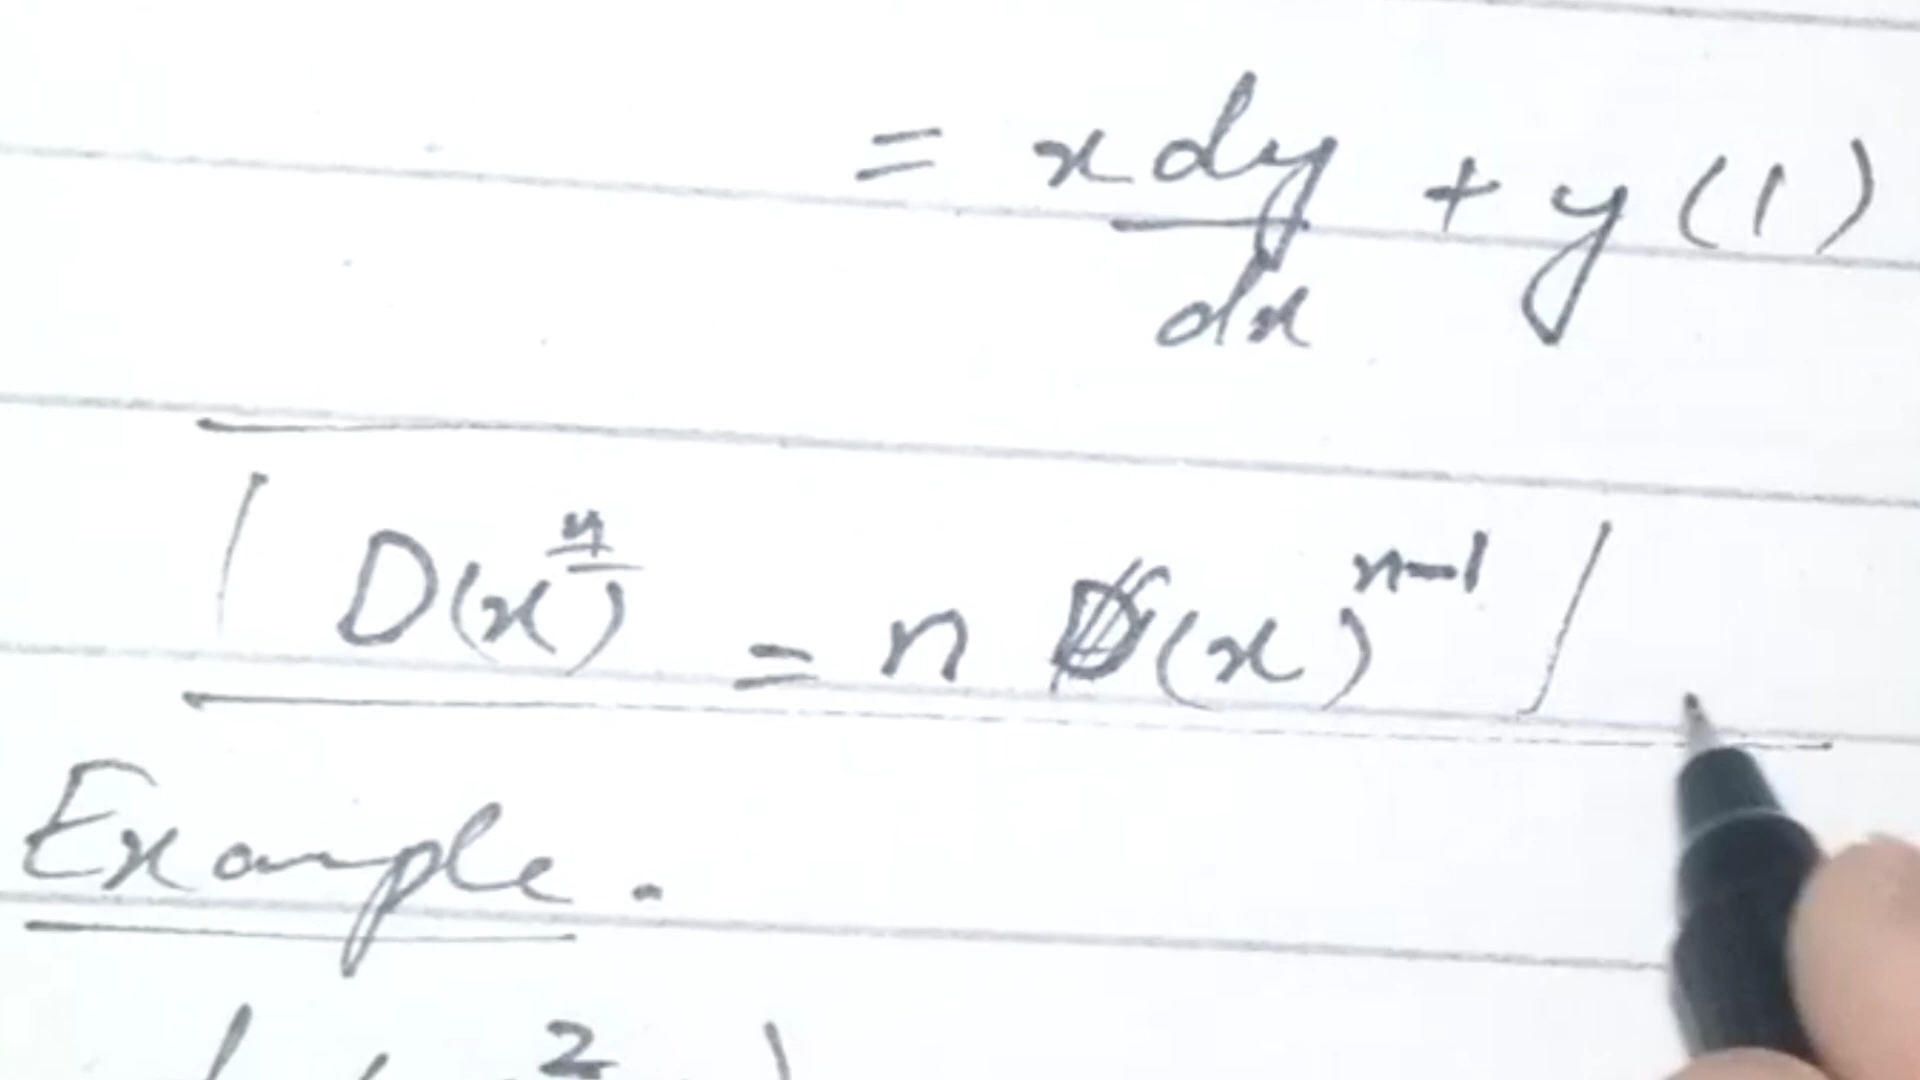 = x dy/dx + y(1)
D(x^n) = n (x)^n-1
Example.